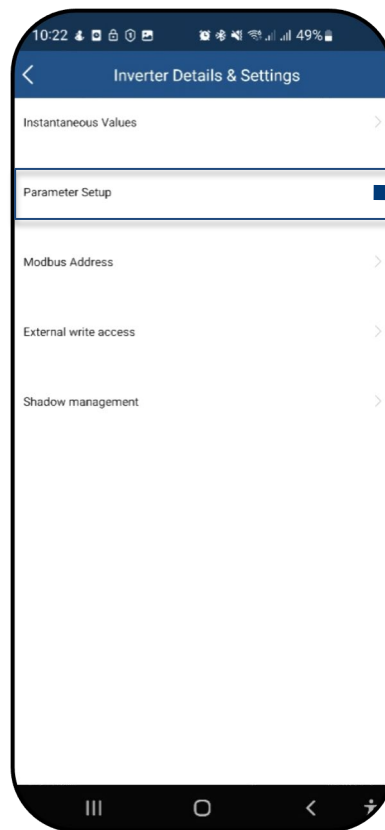 10:22 49%
Inverter Details & Settings
Instantaneous Values
Parameter Setup
Modbus Address
External write access
Shadow management